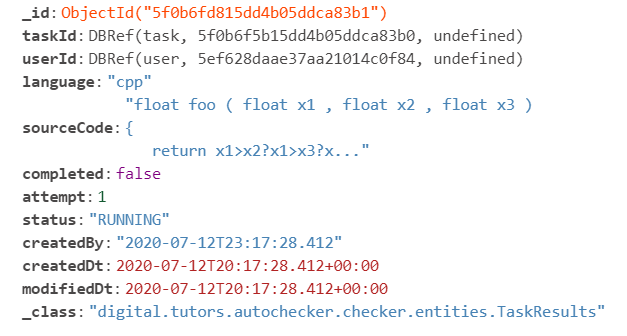 _id: ObjectId("5f0b6fd815dd4b05ddca83b1")
taskId: DBRef(task, 5f0b6f5b15dd4b05ddca83b0, undefined)
userId: DBRef(user, 5ef628daae37aa21014c0f84, undefined)
language: "cpp"
"float foo ( float x1 , float x2 , float x3 )
sourceCode: {
return x1>x2?x1>x3?x..."
completed: false
attempt: 1
status: "RUNNING"
createdBy: "2020-07-12T23:17:28.412"
createdDt: 2020-07-12T20:17:28.412+00:00
modifiedDt: 2020-07-12T20:17:28.412+00:00
_class: "digital.tutors.autochecker.checker.entities.TaskResults"